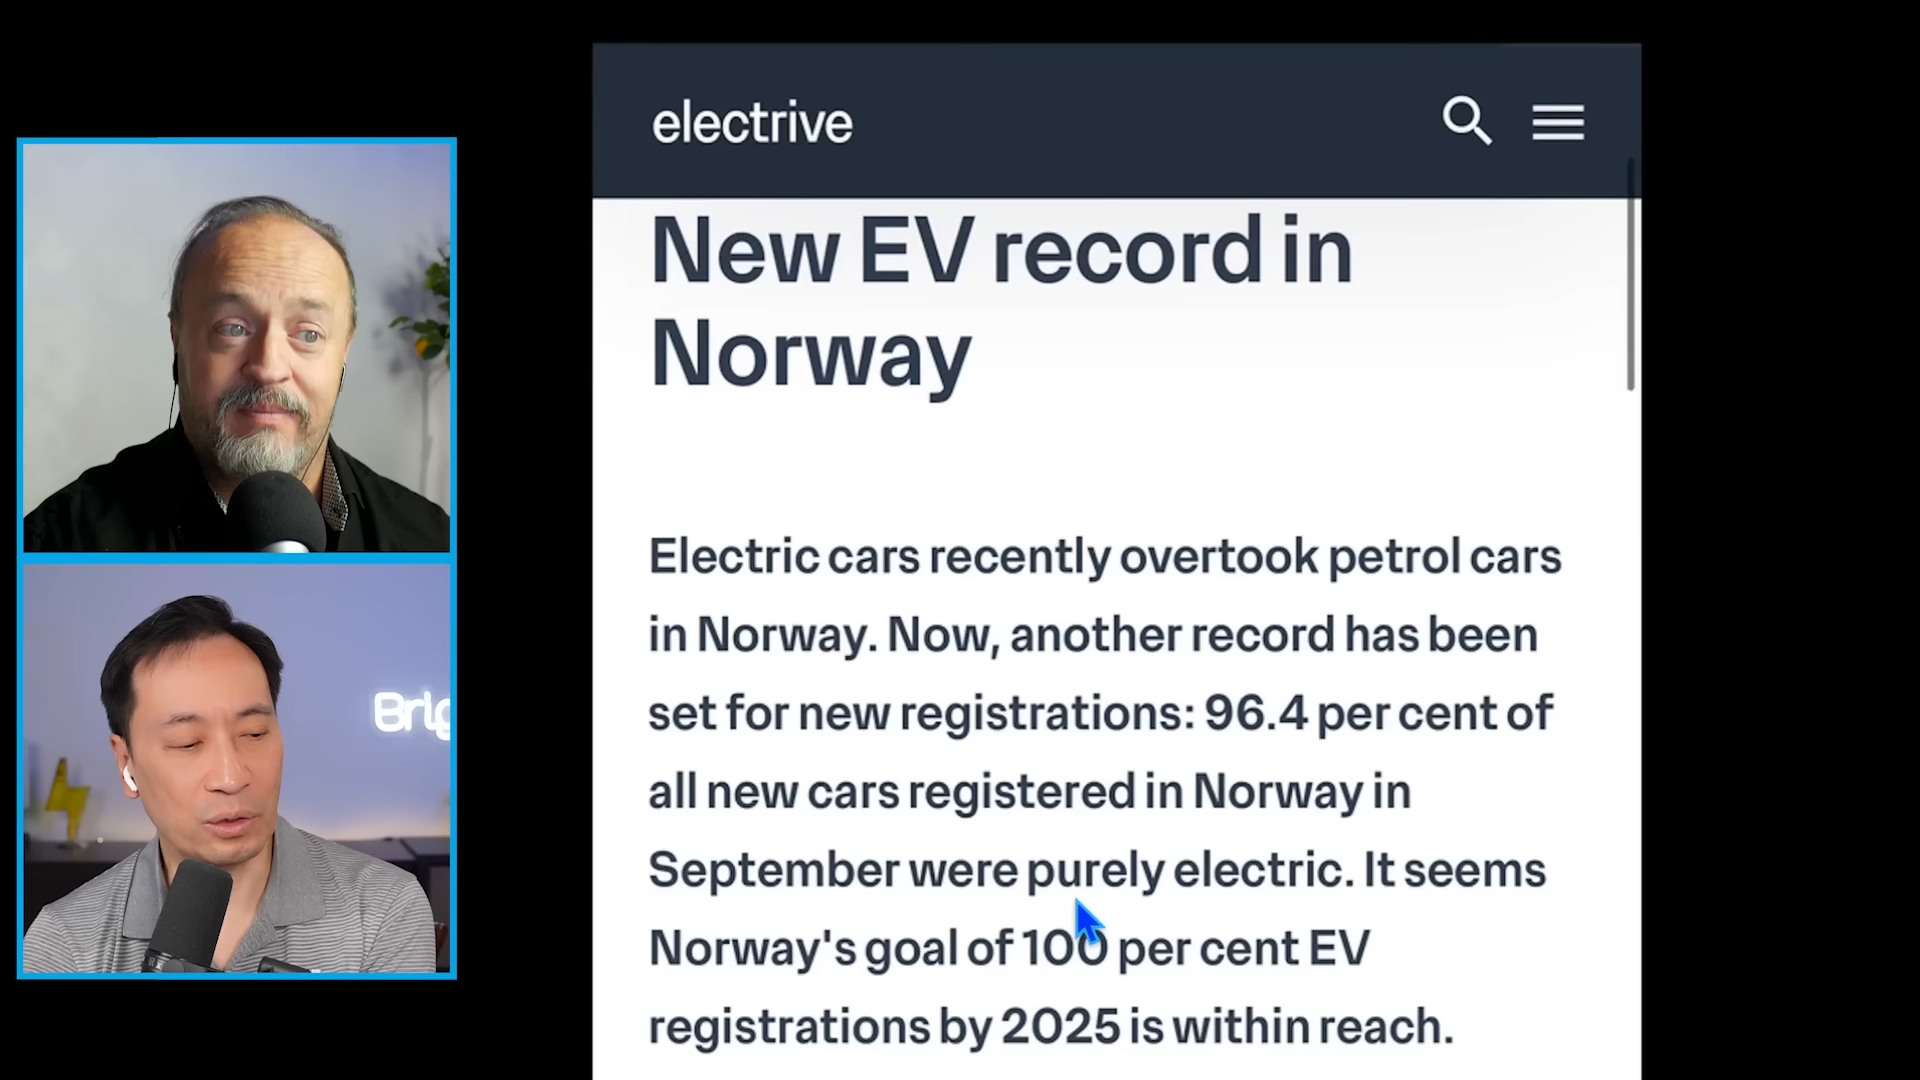 electrive
New EV record in
Norway
Electric cars recently overtook petrol cars
in Norway. Now, another record has been
set for new registrations: 96.4 per cent of
all new cars registered in Norway in
September were purely electric. It seems
Norway's goal of 100 per cent EV
registrations by 2025 is within reach.
Brig